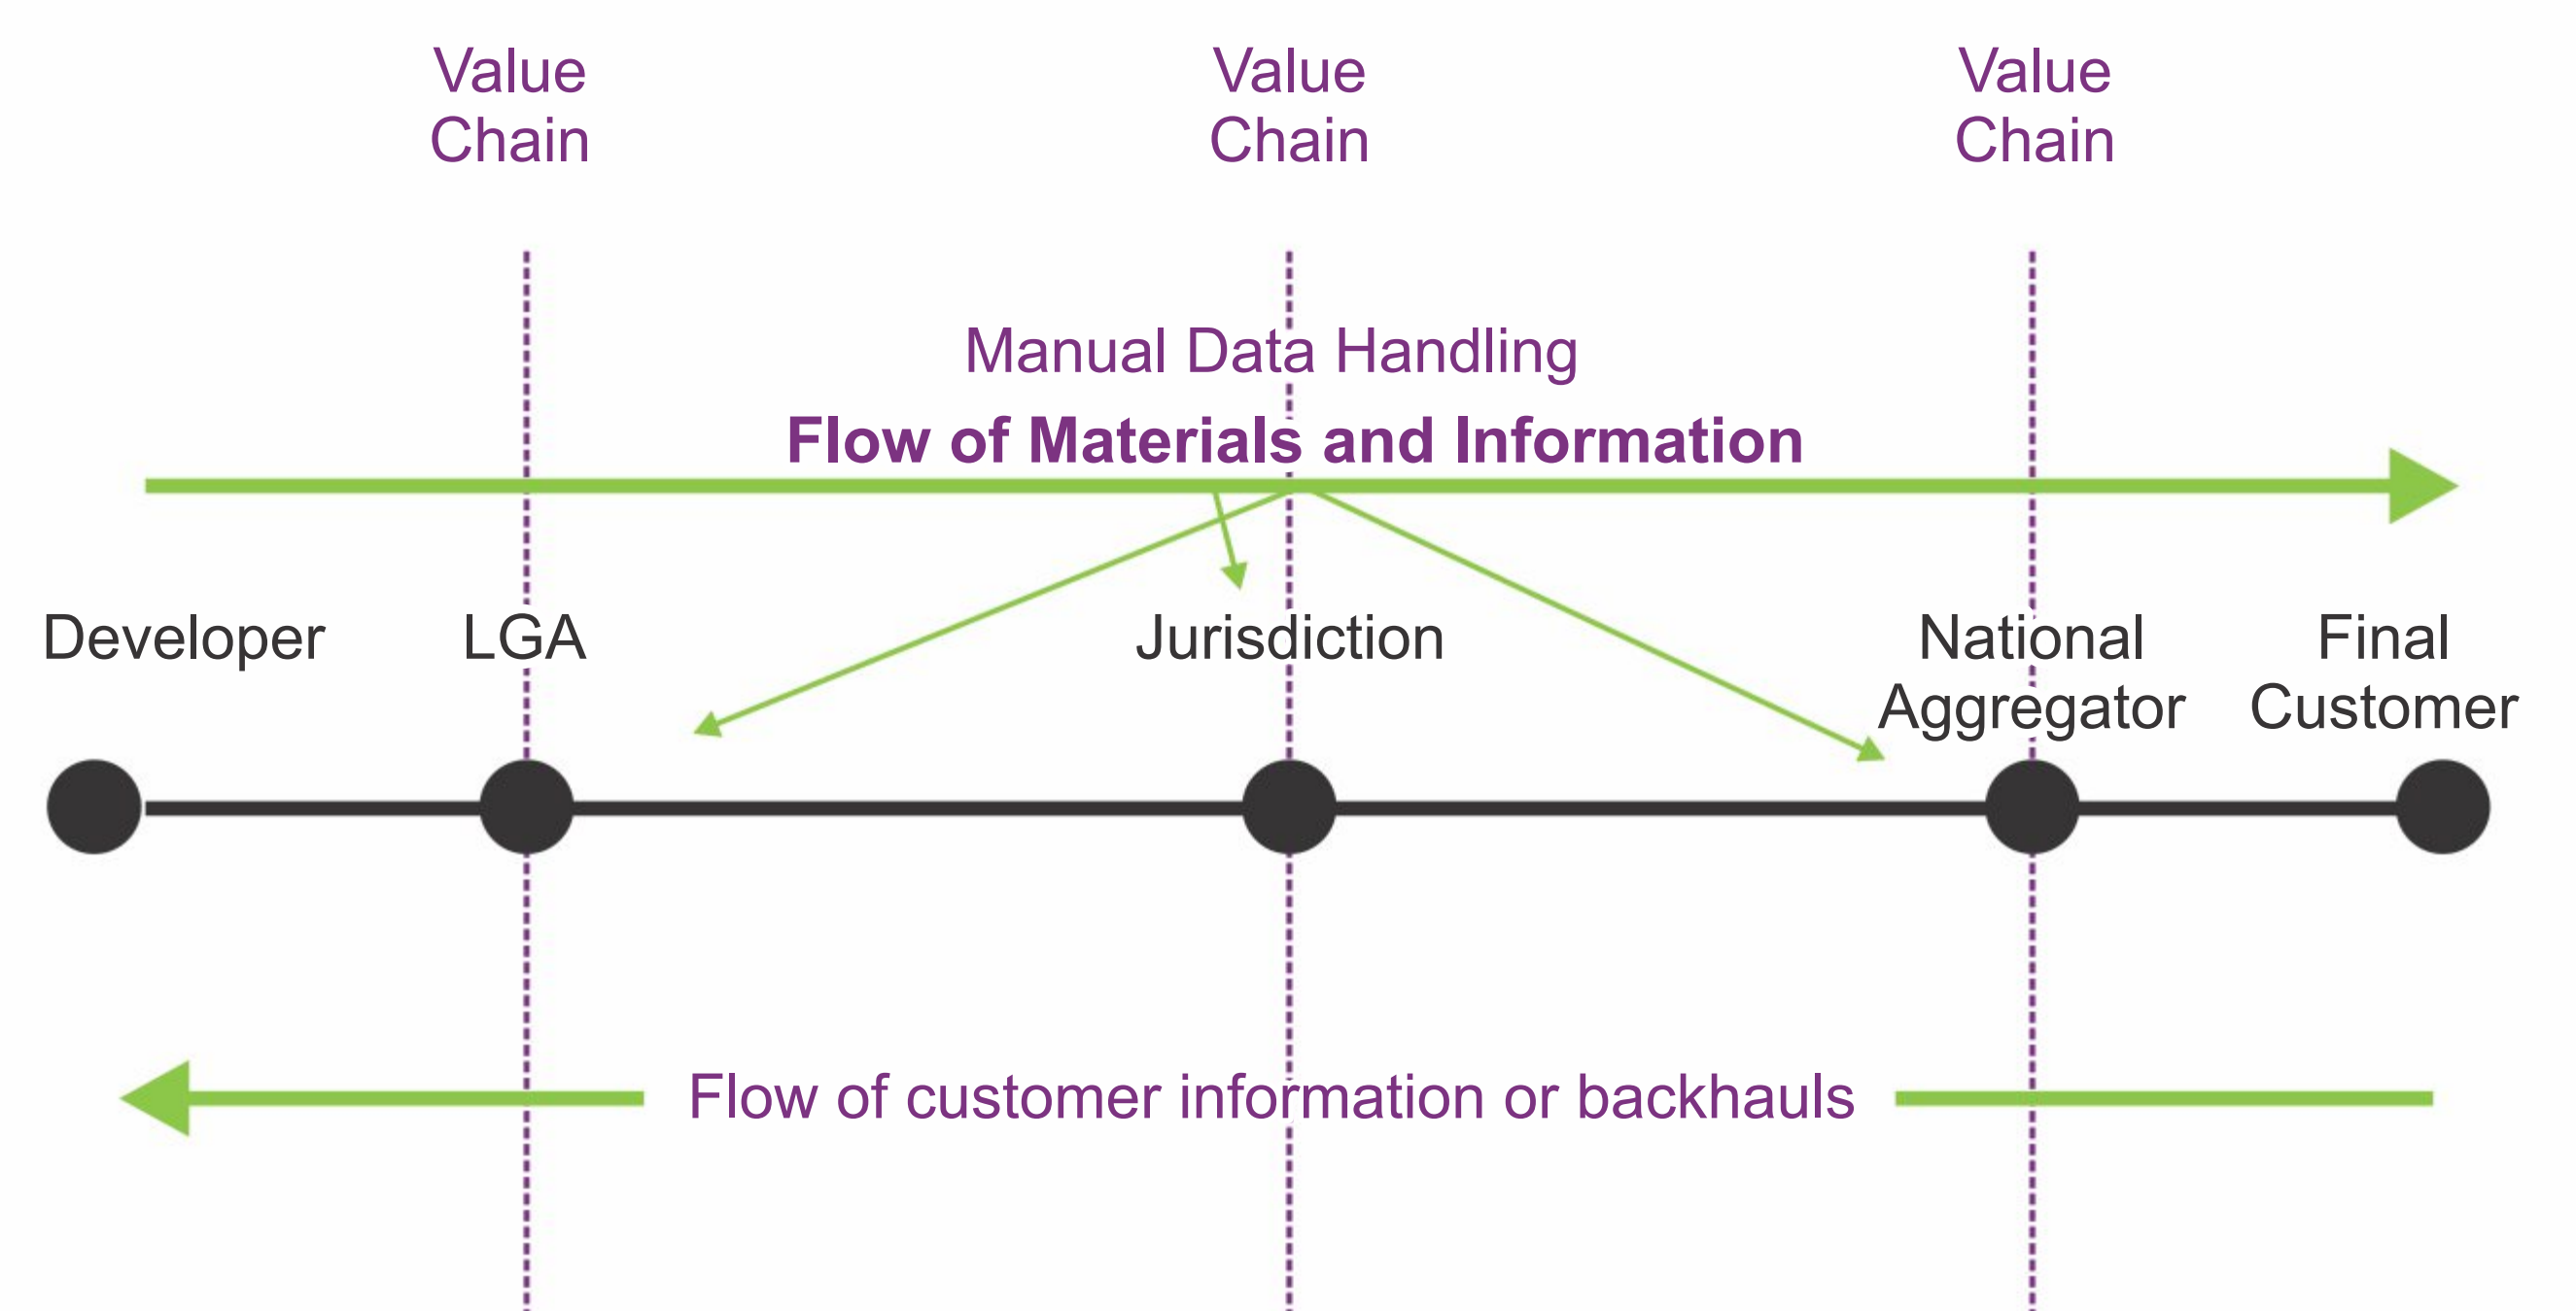 Value
Chain
Value
Chain
Value
Chain
Manual Data Handling
Flow of Materials and Information
Developer
LGA
Jurisdiction
National
Aggregator
Final
Customer
Flow of customer information or backhauls